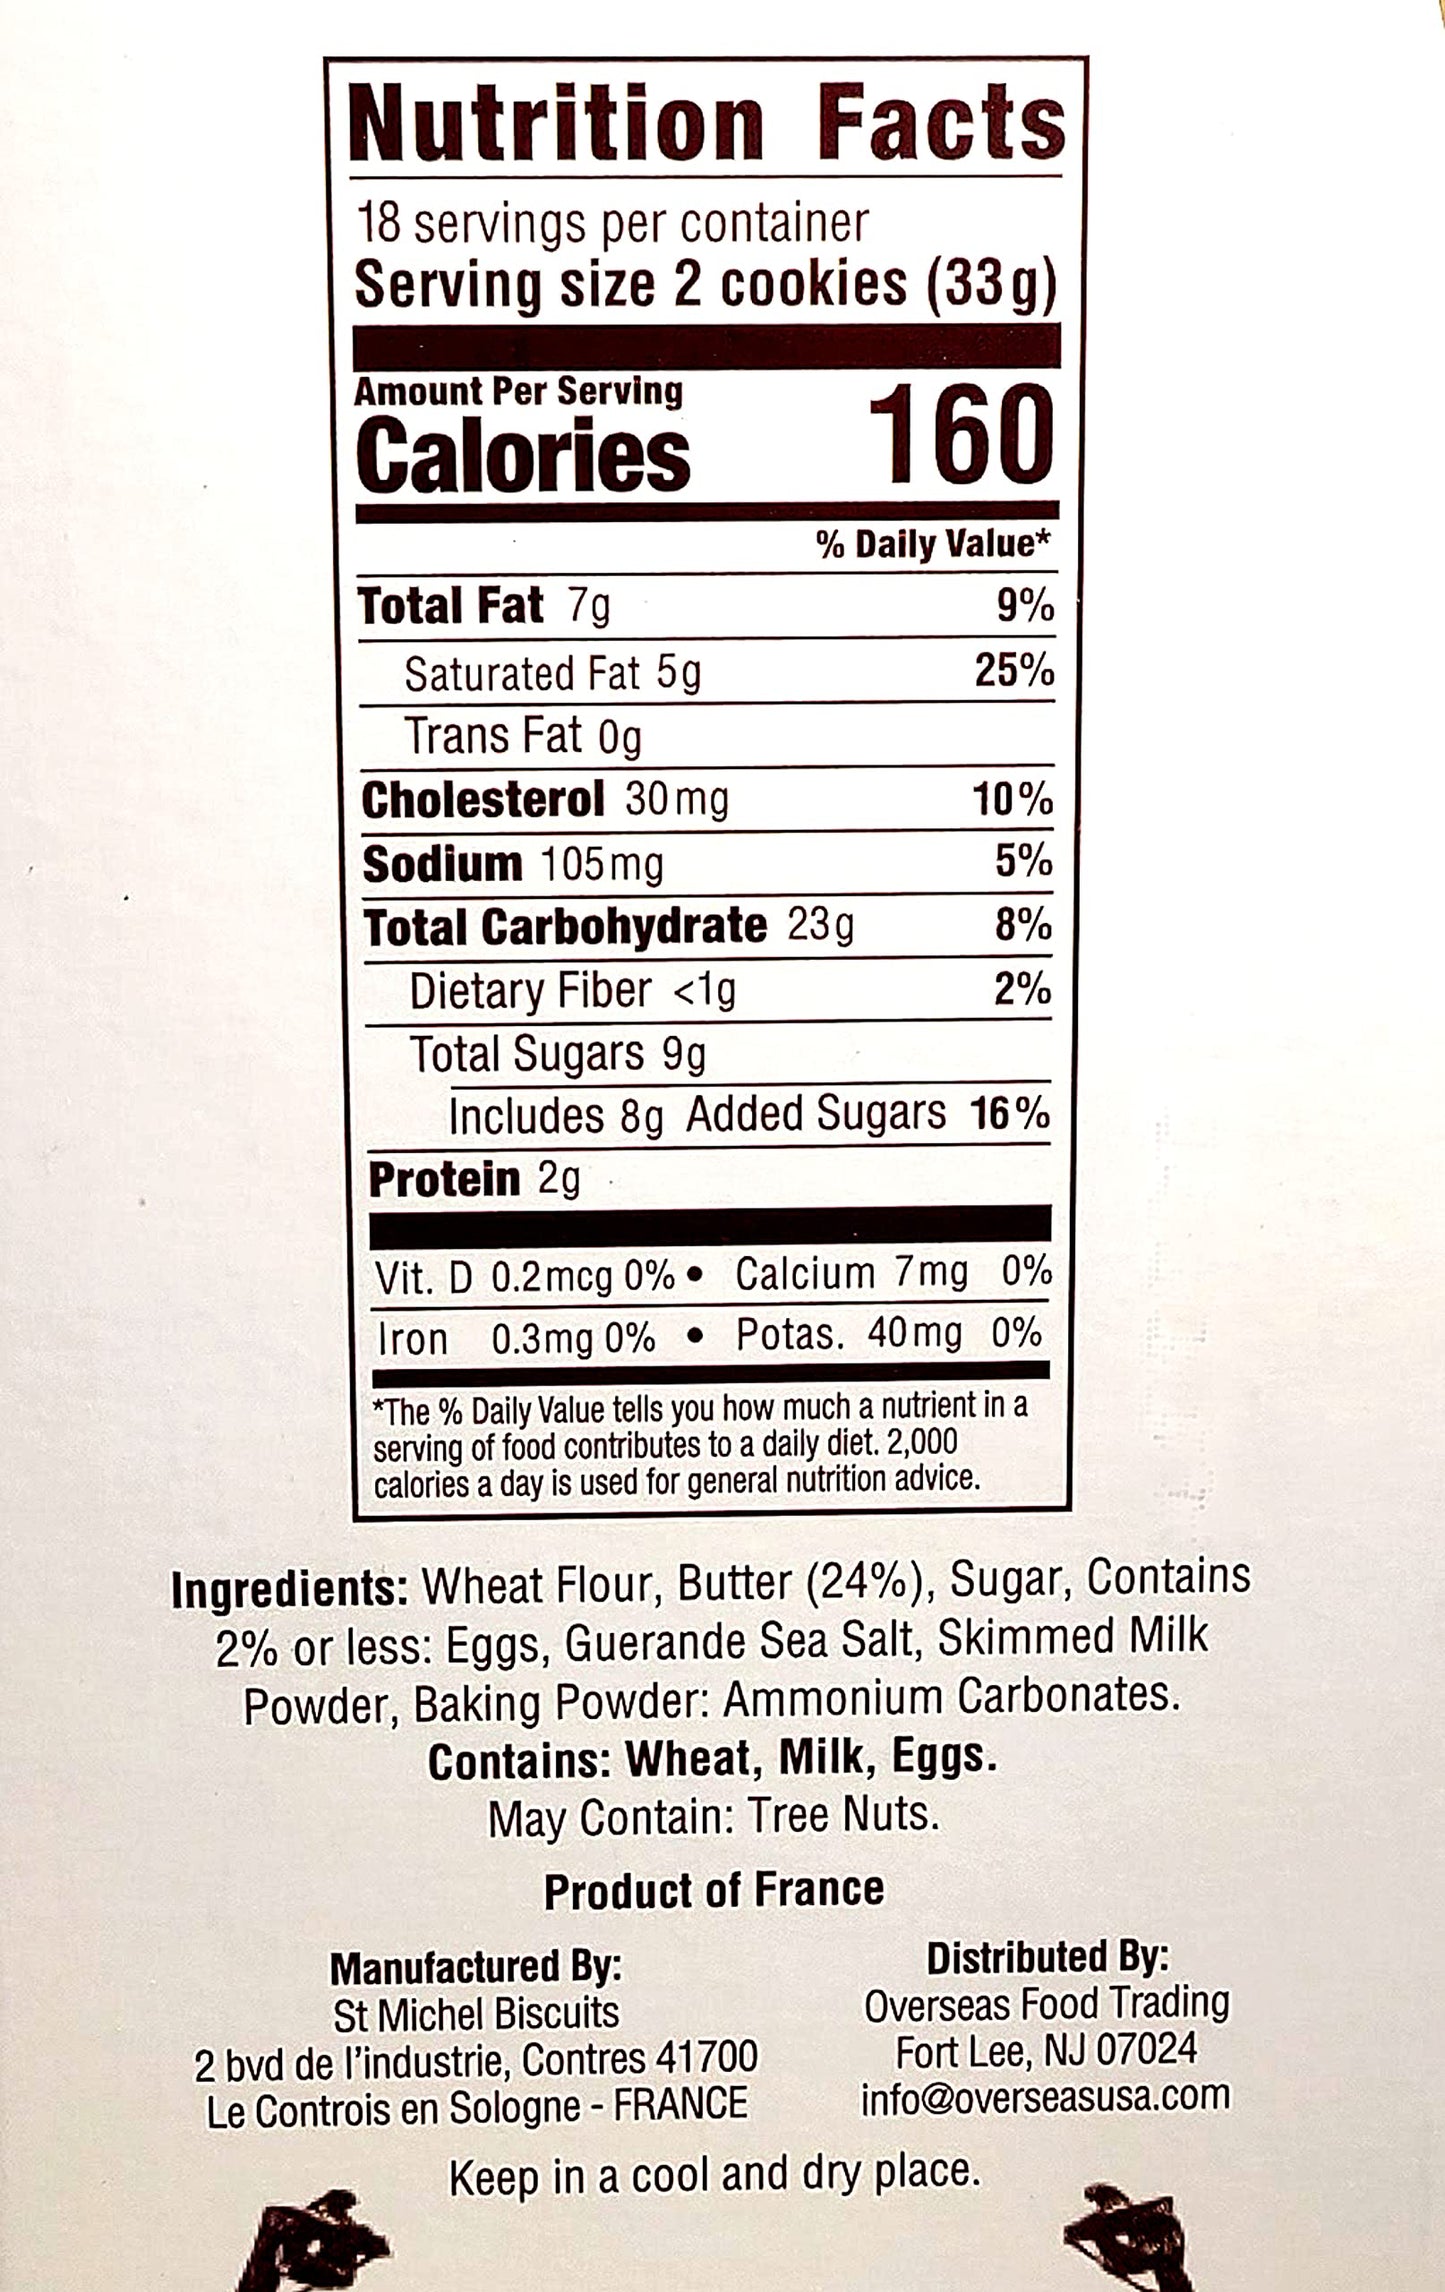 Nutrition Facts
18 servings per container
Serving size 2 cookies (33g)
Amount Per Serving
Calories 160
% Daily Value*
Total Fat 7g 9%
Saturated Fat 5g 25%
Trans Fat 0g
Cholesterol 30mg 10%
Sodium 105mg 5%
Total Carbohydrate 23g 8%
Dietary Fiber <1g 2%
Total Sugars 9g
Includes 8g Added Sugars 16%
Protein 2g
Vit. D 0.2mcg 0% • Calcium 7mg 0%
Iron 0.3mg 0% • Potas. 40mg 0%
*The % Daily Value tells you how much a nutrient in a
serving of food contributes to a daily diet. 2,000
calories a day is used for general nutrition advice.
Ingredients: Wheat Flour, Butter (24%), Sugar, Contains
2% or less: Eggs, Guerande Sea Salt, Skimmed Milk
Powder, Baking Powder: Ammonium Carbonates.
Contains: Wheat, Milk, Eggs.
May Contain: Tree Nuts.
Product of France
Manufactured By:
St Michel Biscuits
2 bvd de l'industrie, Contres 41700
Le Controis en Sologne - FRANCE
Distributed By:
Overseas Food Trading
Fort Lee, NJ 07024
info@overseasusa.com
Keep in a cool and dry place.